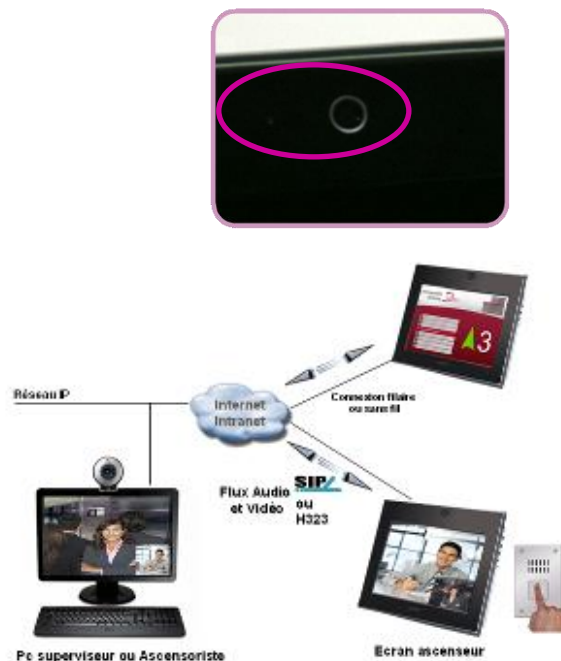 3
Connexion filaire
ou sans fil
Réseau IP
Internet
Intranet
Flux Audio
et Vidéo
SIP
ou
H323
Pc superviseur ou Ascensoriste
Ecran ascenseur